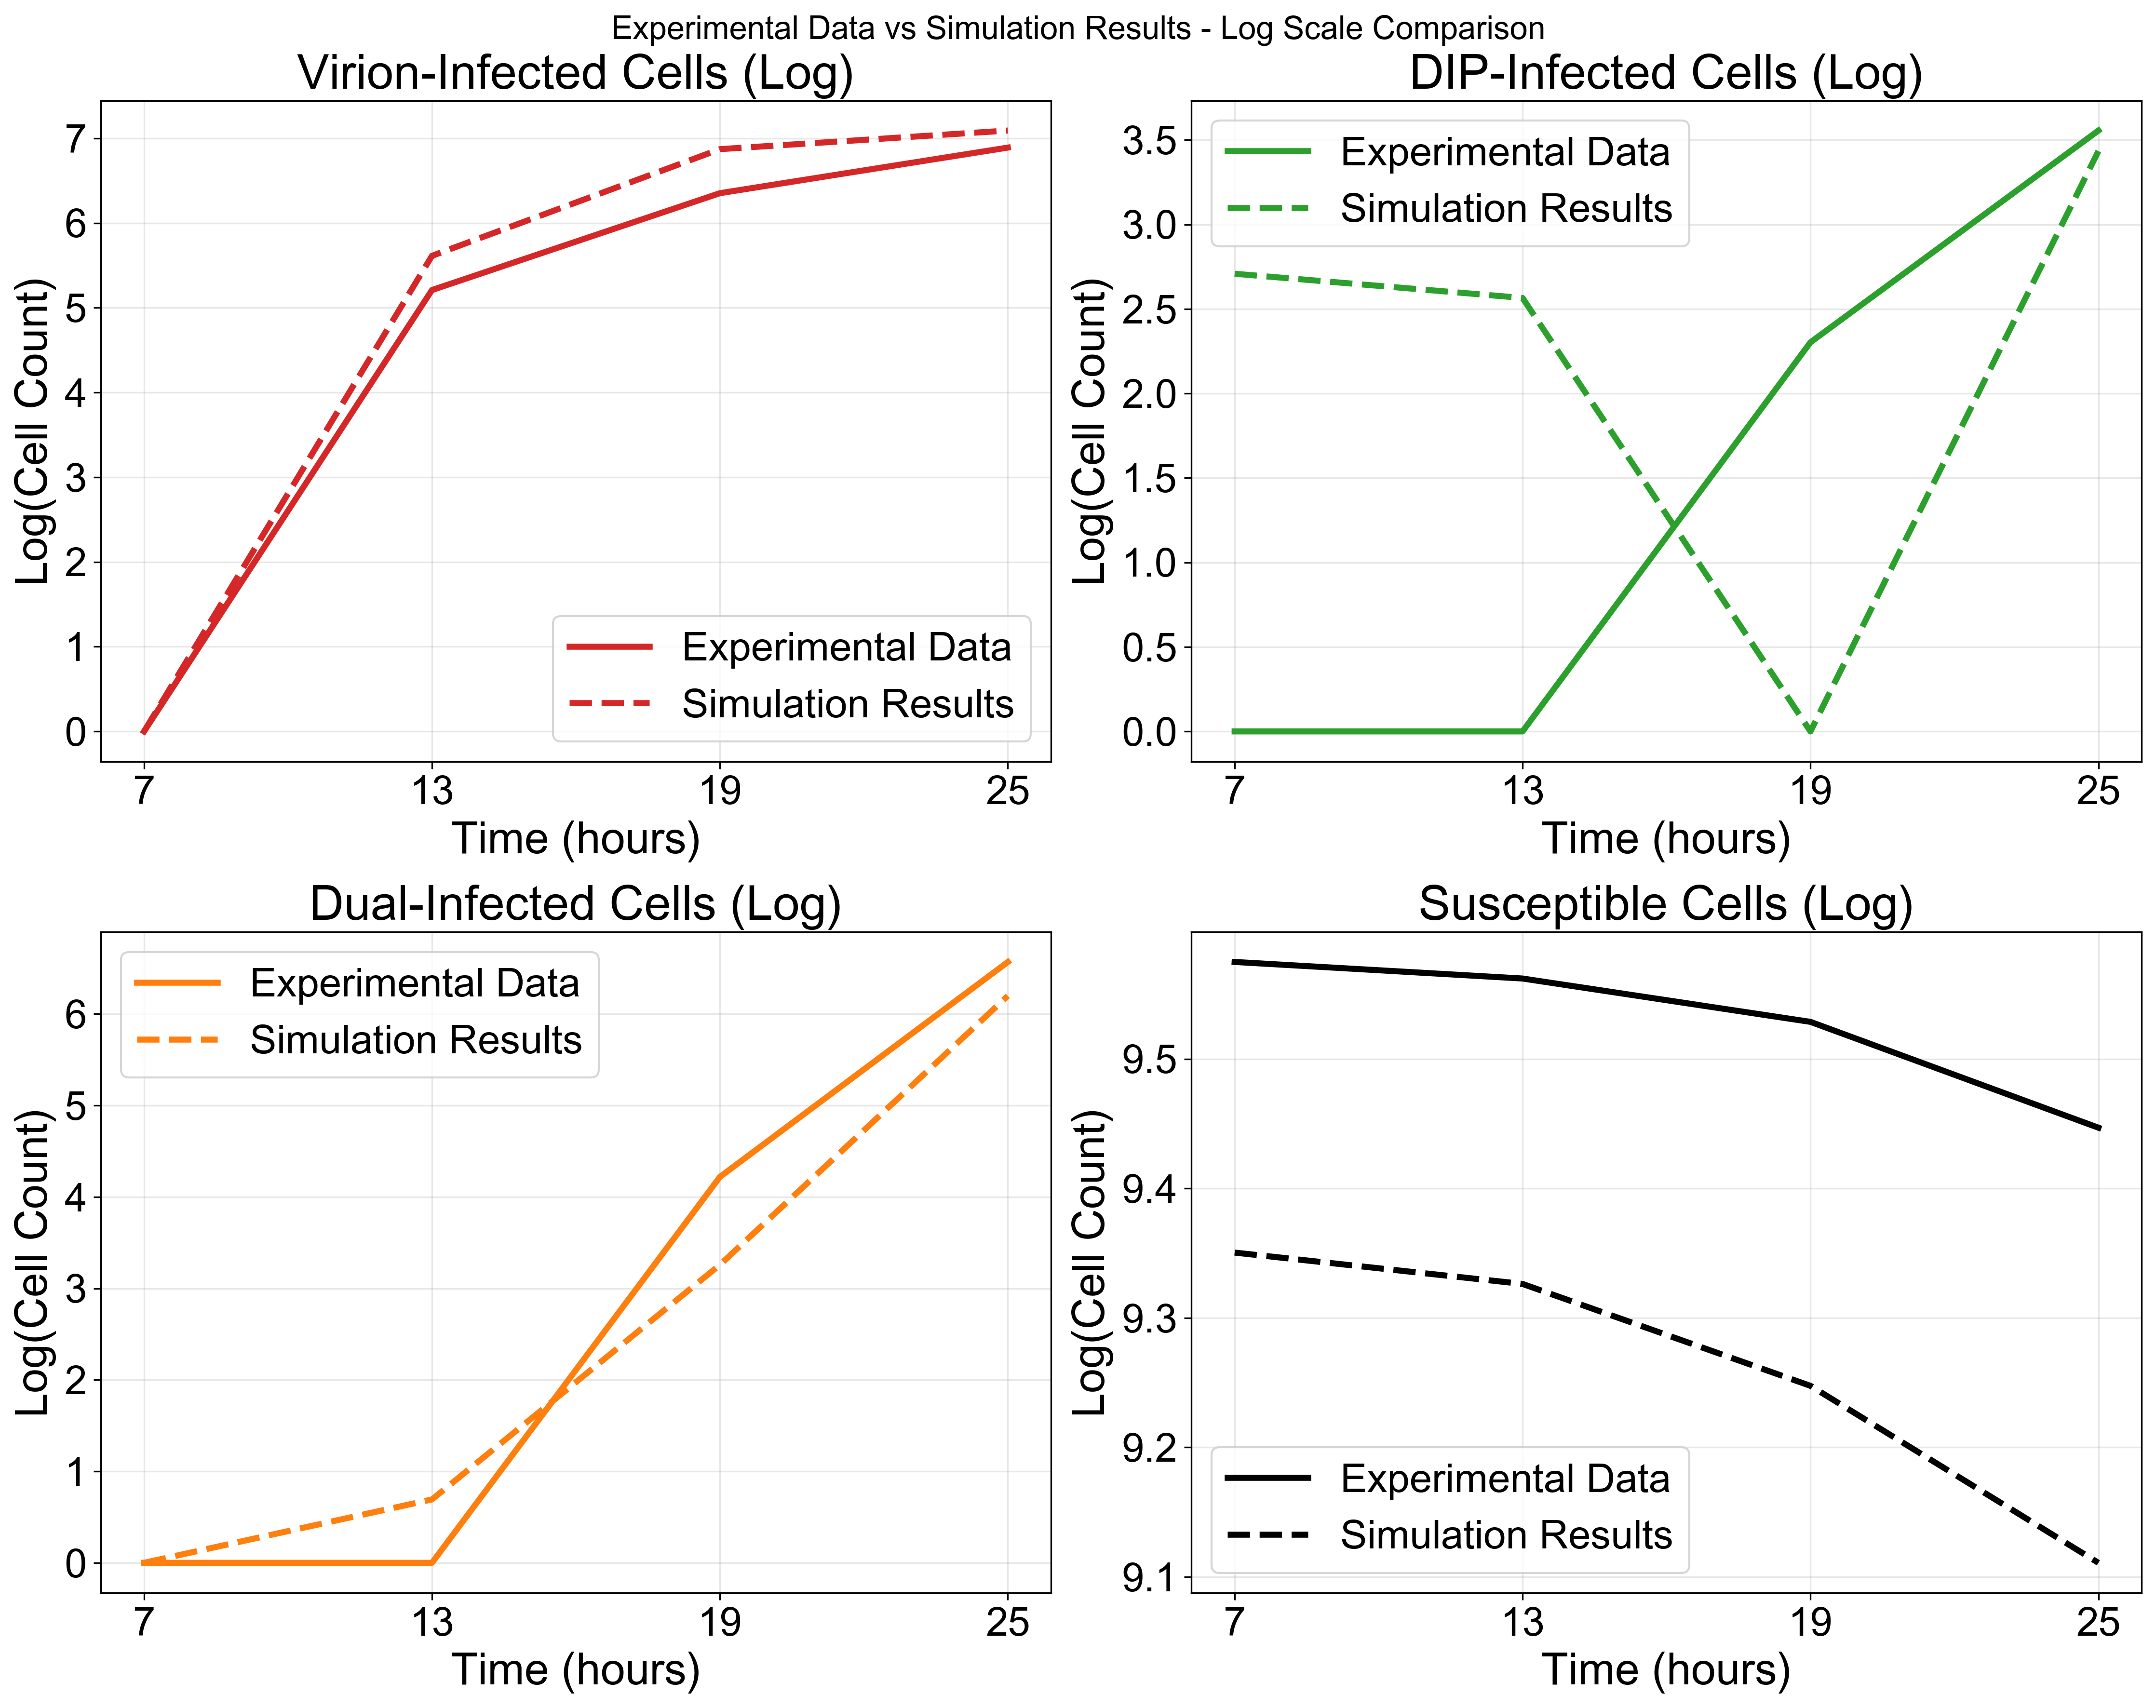 Experimental Data vs Simulation Results - Log Scale Comparison
Virion-Infected Cells (Log)
Log(Cell Count)
7
6
5
4
3
2
1
0
Experimental Data
Simulation Results
7 13 19 25
Time (hours)
DIP-Infected Cells (Log)
Log(Cell Count)
3.5
3.0
2.5
2.0
1.5
1.0
0.5
0.0
Experimental Data
Simulation Results
7 13 19 25
Time (hours)
Dual-Infected Cells (Log)
Log(Cell Count)
6
5
4
3
2
1
0
Experimental Data
Simulation Results
7 13 19 25
Time (hours)
Susceptible Cells (Log)
Log(Cell Count)
9.5
9.4
9.3
9.2
9.1
Experimental Data
Simulation Results
7 13 19 25
Time (hours)